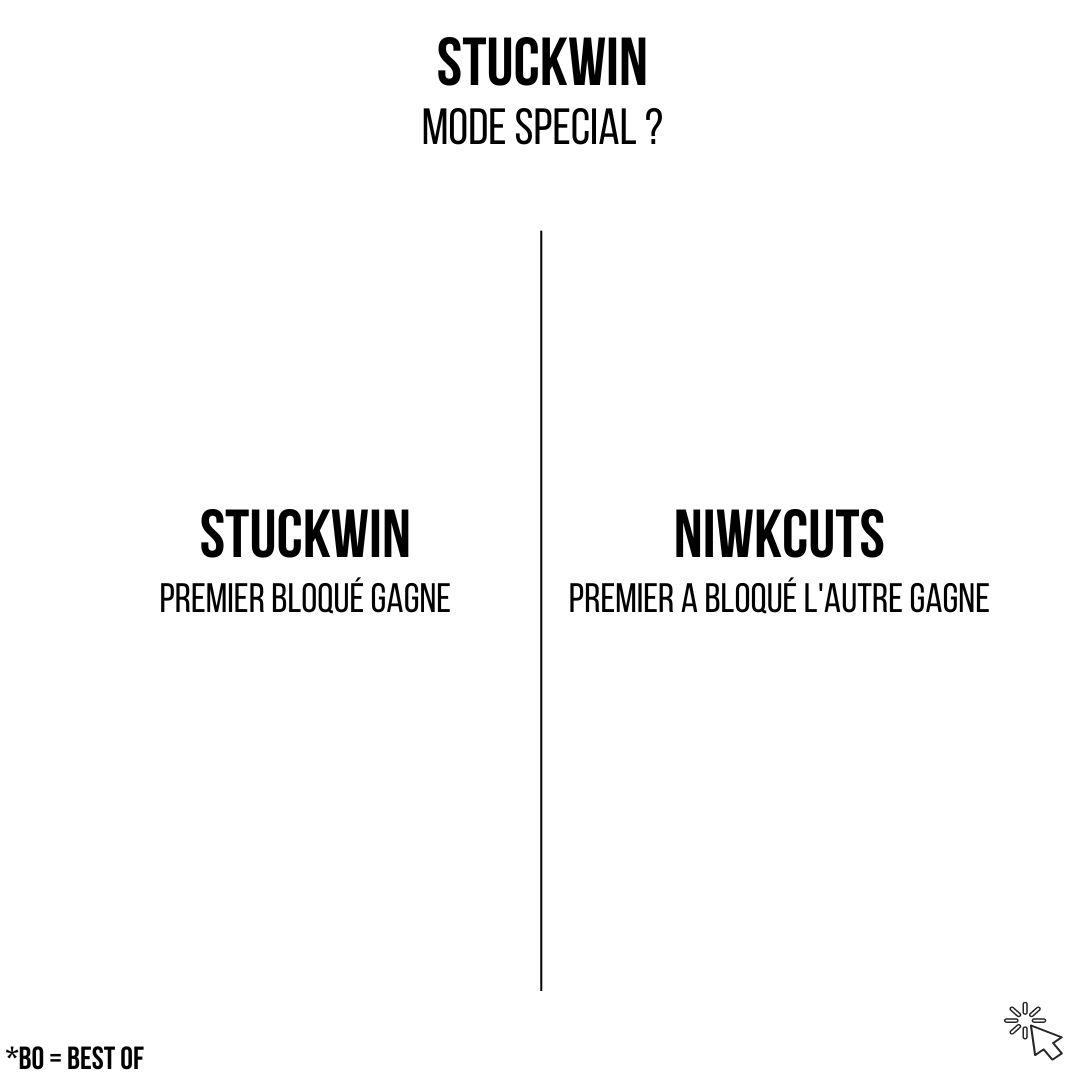 STUCKWIN
MODE SPECIAL ?
STUCKWIN
PREMIER BLOQUÉ GAGNE
NIWKCUTS
PREMIER A BLOQUÉ L'AUTRE GAGNE
*BO = BEST OF